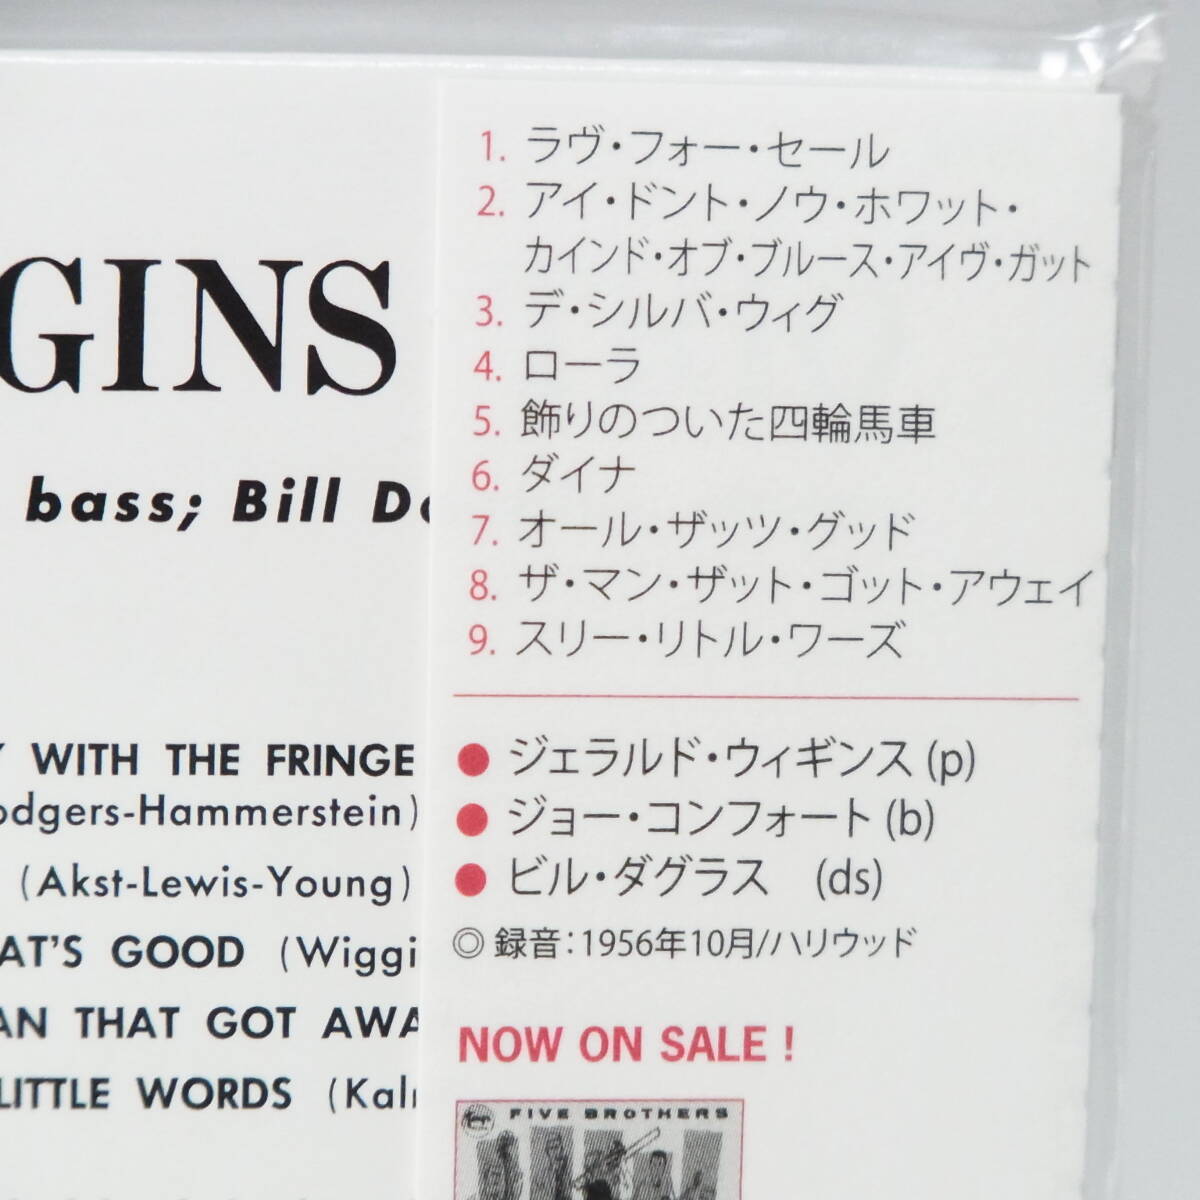 GINS
bass; Bill Do
WITH THE FRINGE
odgers-Hammerstein)
(Akst-Lewis-Young)
AT'S GOOD (Wiggi
AN THAT GOT AWA
LITTLE WORDS (Kal
1. ラヴ・フォー・セール
2. アイ・ドント・ノウ・ホワット・
カインド・オブ・ブルース・アイヴ・ガット
3. デ・シルバ・ウィグ
4. ローラ
5. 飾りのついた四輪馬車
6. ダイナ
7. オール・ザッツ・グッド
8. ザ・マン・ザット・ゴット・アウェイ
9. スリー・リトル・ワーズ
● ジェラルド・ウィギンス (p)
● ジョー・コンフォート (b)
● ビル・ダグラス (ds)
◎ 録音：1956年10月/ハリウッド
NOW ON SALE !
FIVE BROTHERS